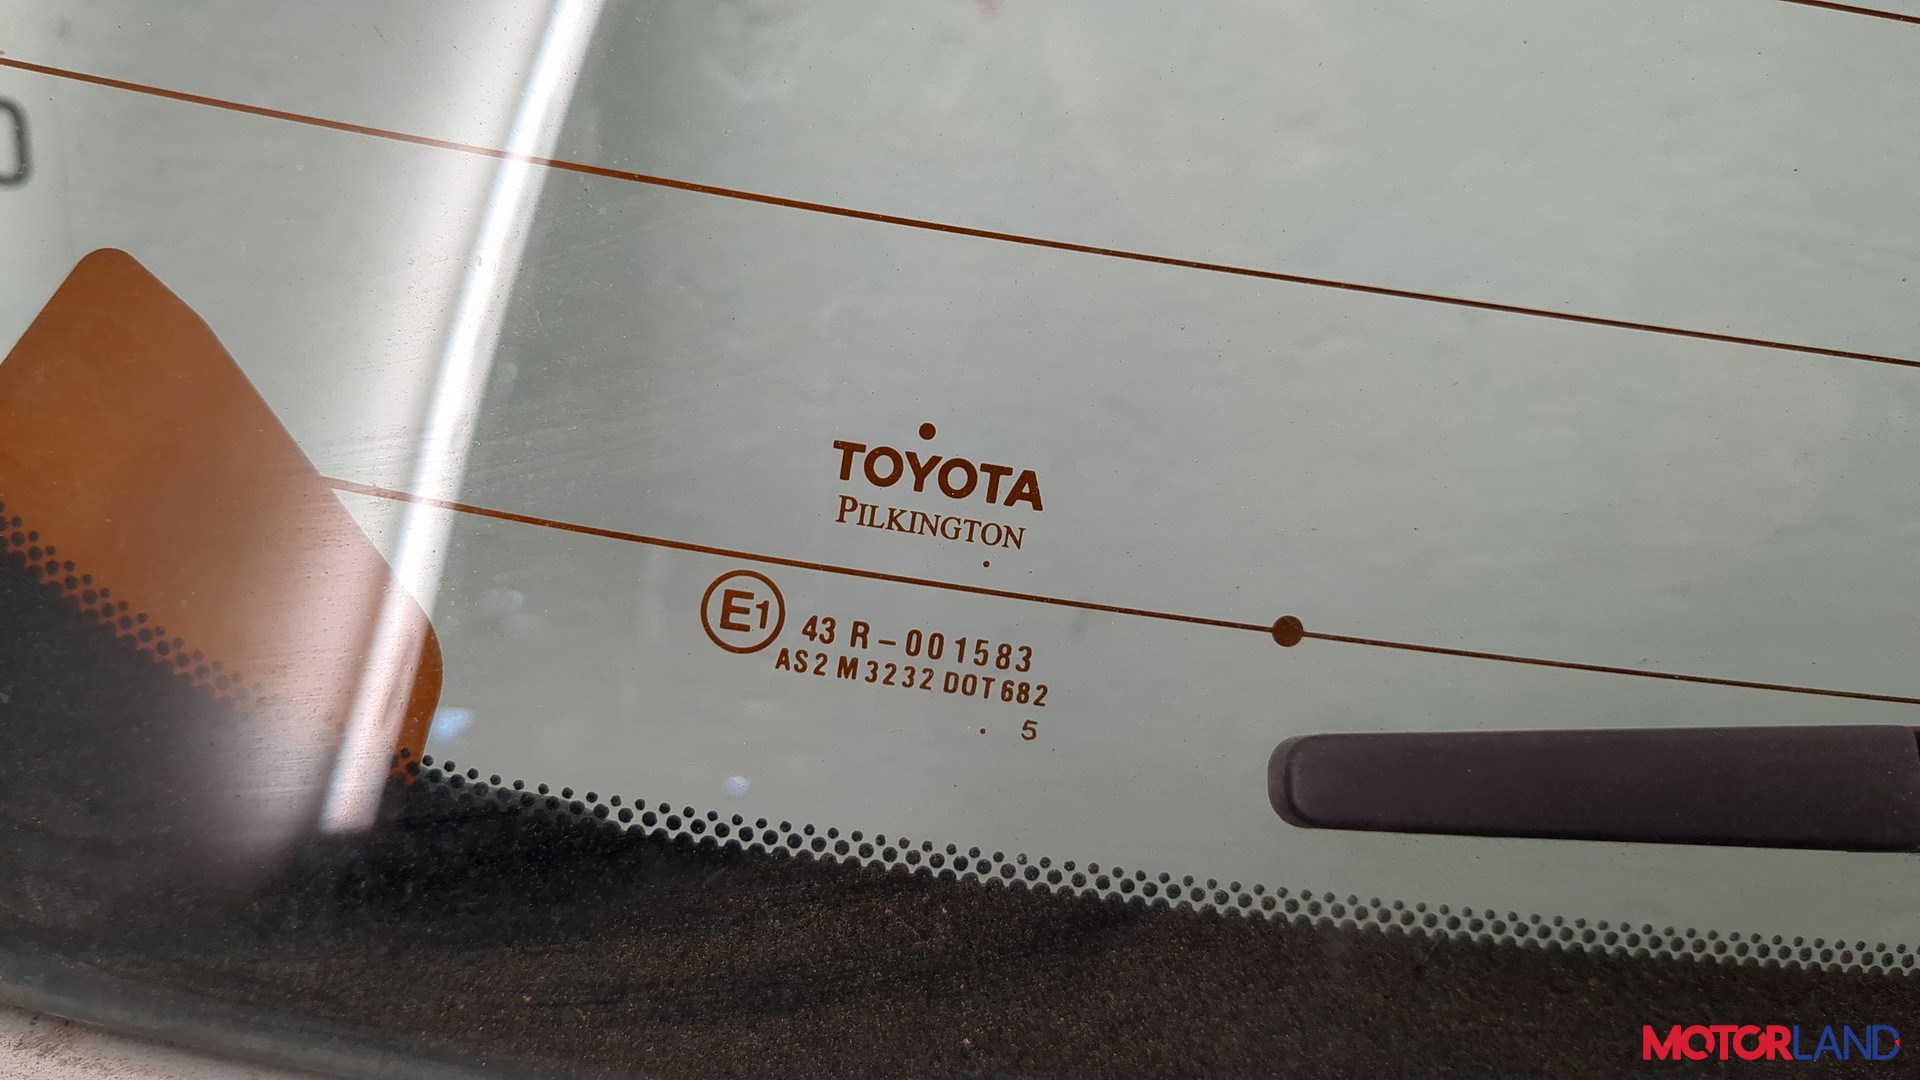 TOYOTA
PILKINGTON
E1
43 R-001583
AS2 M3232 DOT682
. 5
MOTORLAND